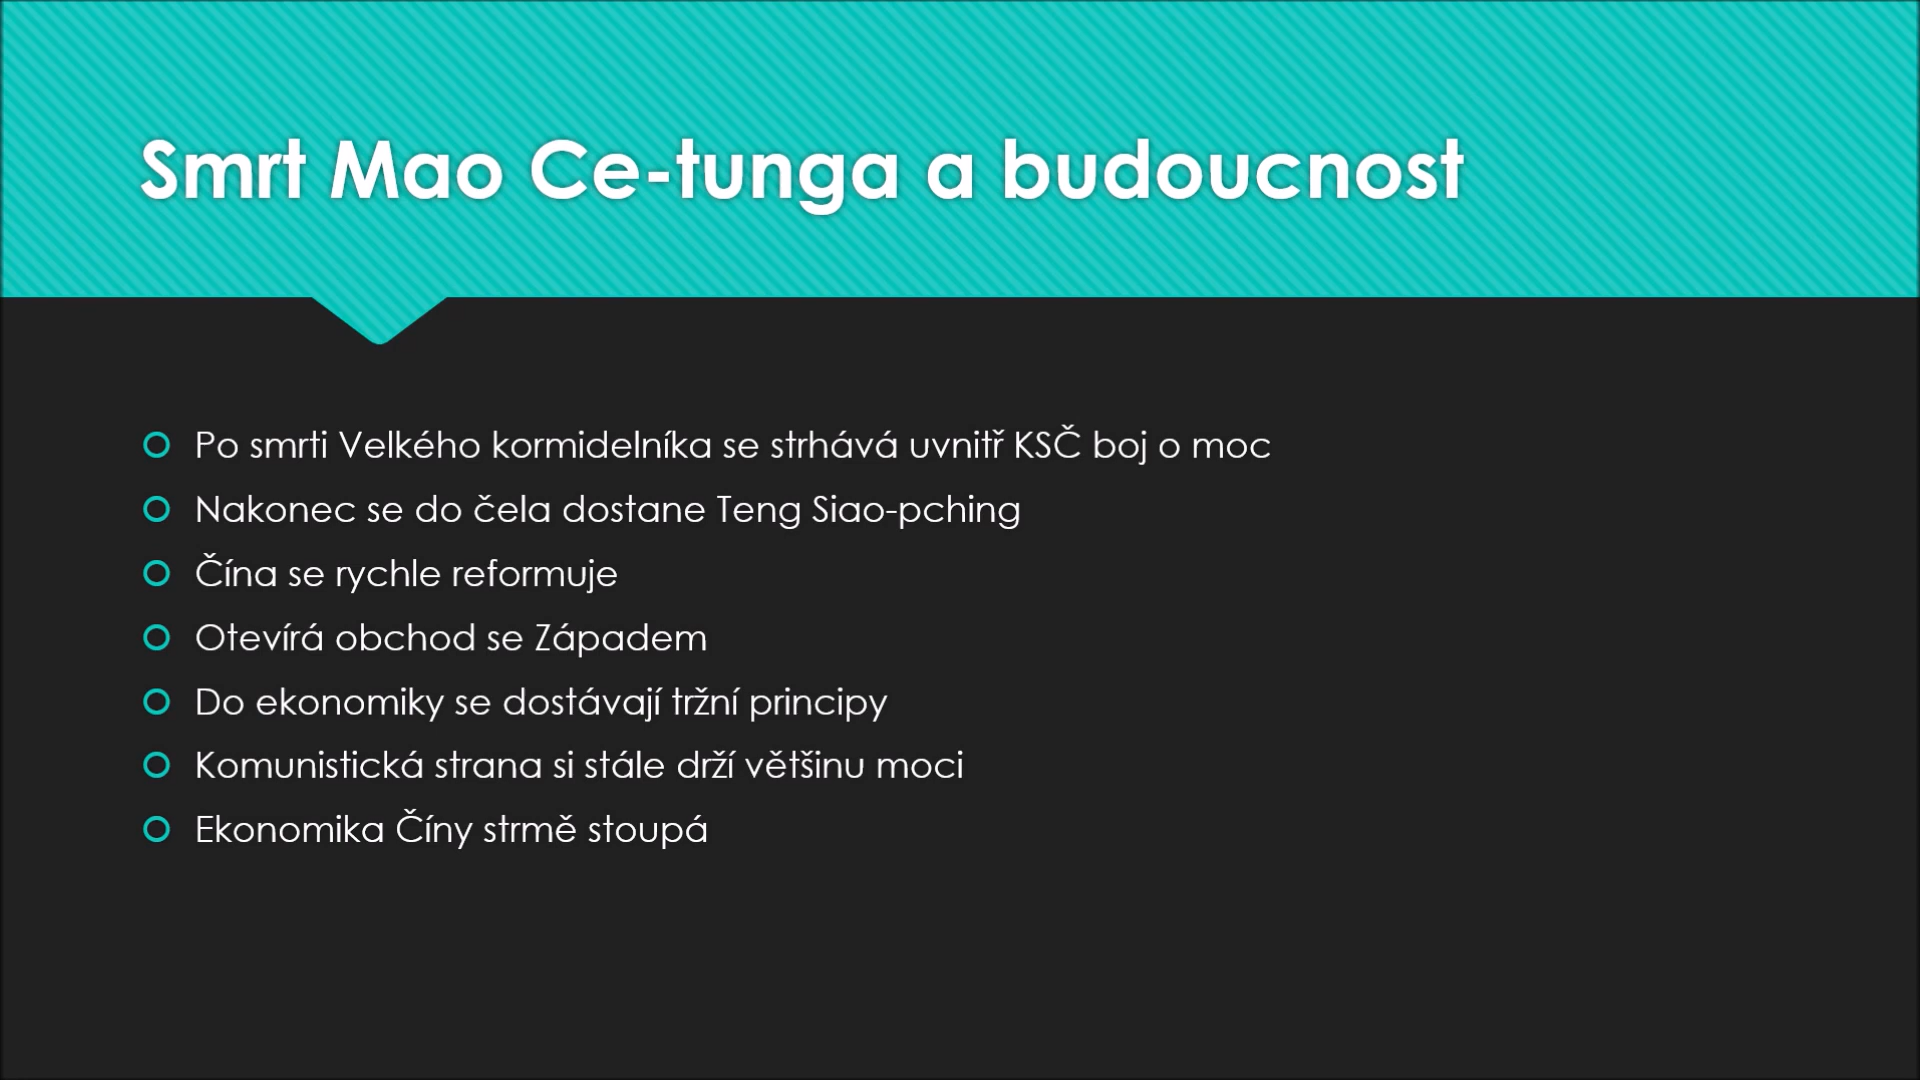 Smrt Mao Ce-tunga a budoucnost
Po smrti Velkého kormidelníka se strhává uvnitř KSČ boj o moc
Nakonec se do čela dostane Teng Siao-pching
Čína se rychle reformuje
Otevírá obchod se Západem
Do ekonomiky se dostávají tržní principy
Komunistická strana si stále drží většinu moci
Ekonomika Číny strmě stoupá